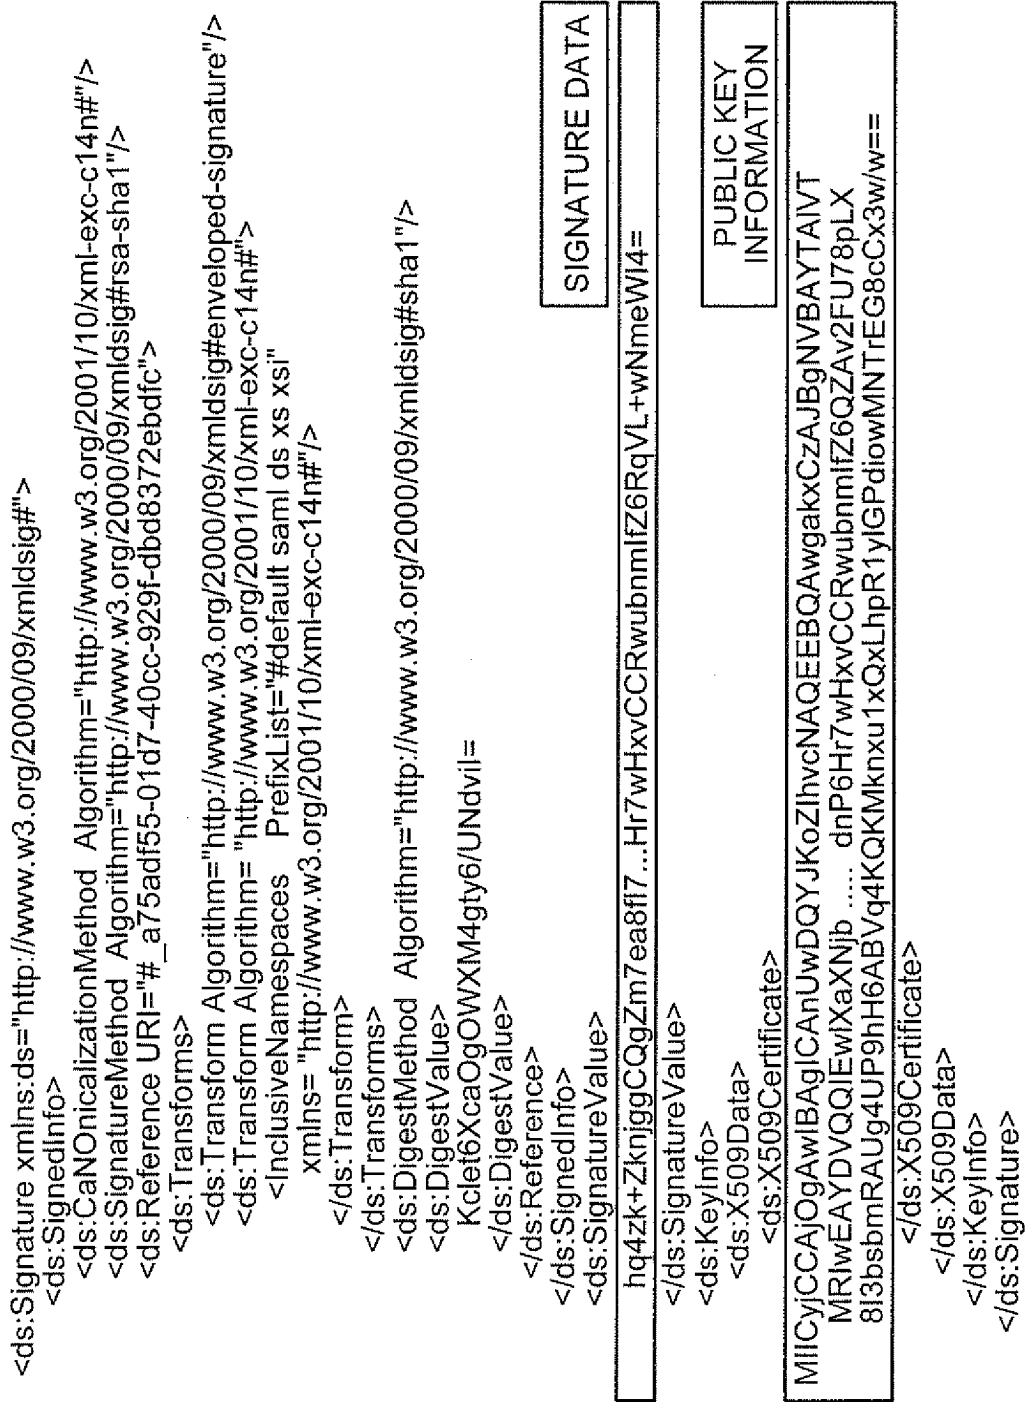 <ds:Signature xmlns:ds="http://www.w3.org/2000/09/xmldsig#">
<ds:SignedInfo>
<ds:CaNOnicalizationMethod Algorithm="http://www.w3.org/2001/10/xml-exc-c14n#"/>
<ds:SignatureMethod Algorithm="http://www.w3.org/2000/09/xmldsig#rsa-sha1"/>
<ds:Reference URI="#_a75adf55-01d7-40cc-929f-dbd8372ebdfc">
<ds:Transforms>
<ds:Transform Algorithm="http://www.w3.org/2000/09/xmldsig#enveloped-signature"/>
<ds:Transform Algorithm= "http://www.w3.org/2001/10/xml-exc-c14n#">
<InclusiveNamespaces PrefixList="#default saml ds xs xsi"
xmlns= "http://www.w3.org/2001/10/xml-exc-c14n#"/>
</ds:Transform>
</ds:Transforms>
<ds:DigestMethod Algorithm="http://www.w3.org/2000/09/xmldsig#sha1"/>
<ds:DigestValue>
Kclet6XcaOgOWXM4gty6/UNdvil=
</ds:DigestValue>
</ds:Reference>
</ds:SignedInfo>
<ds:SignatureValue>
SIGNATURE DATA
hq4zk+ZknjggCQgZm7ea8fI7...Hr7wHxvCCRwubnmIfZ6RqVL+wNmeWI4=
</ds:SignatureValue>
<ds:KeyInfo>
<ds:X509Data>
<ds:X509Certificate>
PUBLIC KEY
INFORMATION
MIICyjCCAjOgAwIBAgICAnUwDQYJKoZIhvcNAQEEBQAwgakxCzAJBgNVBAYTAlVT
MRIwEAYDVQQIEwlXaXNjb ..... dnP6Hr7wHxvCCRwubnmIfZ6QZAv2FU78pLX
8I3bsbmRAUg4UP9hH6ABVq4KQKMknxu1xQxLhpR1ylGPdiowMNTrEG8cCx3w/w==
</ds:X509Certificate>
</ds:X509Data>
</ds:KeyInfo>
</ds:Signature>